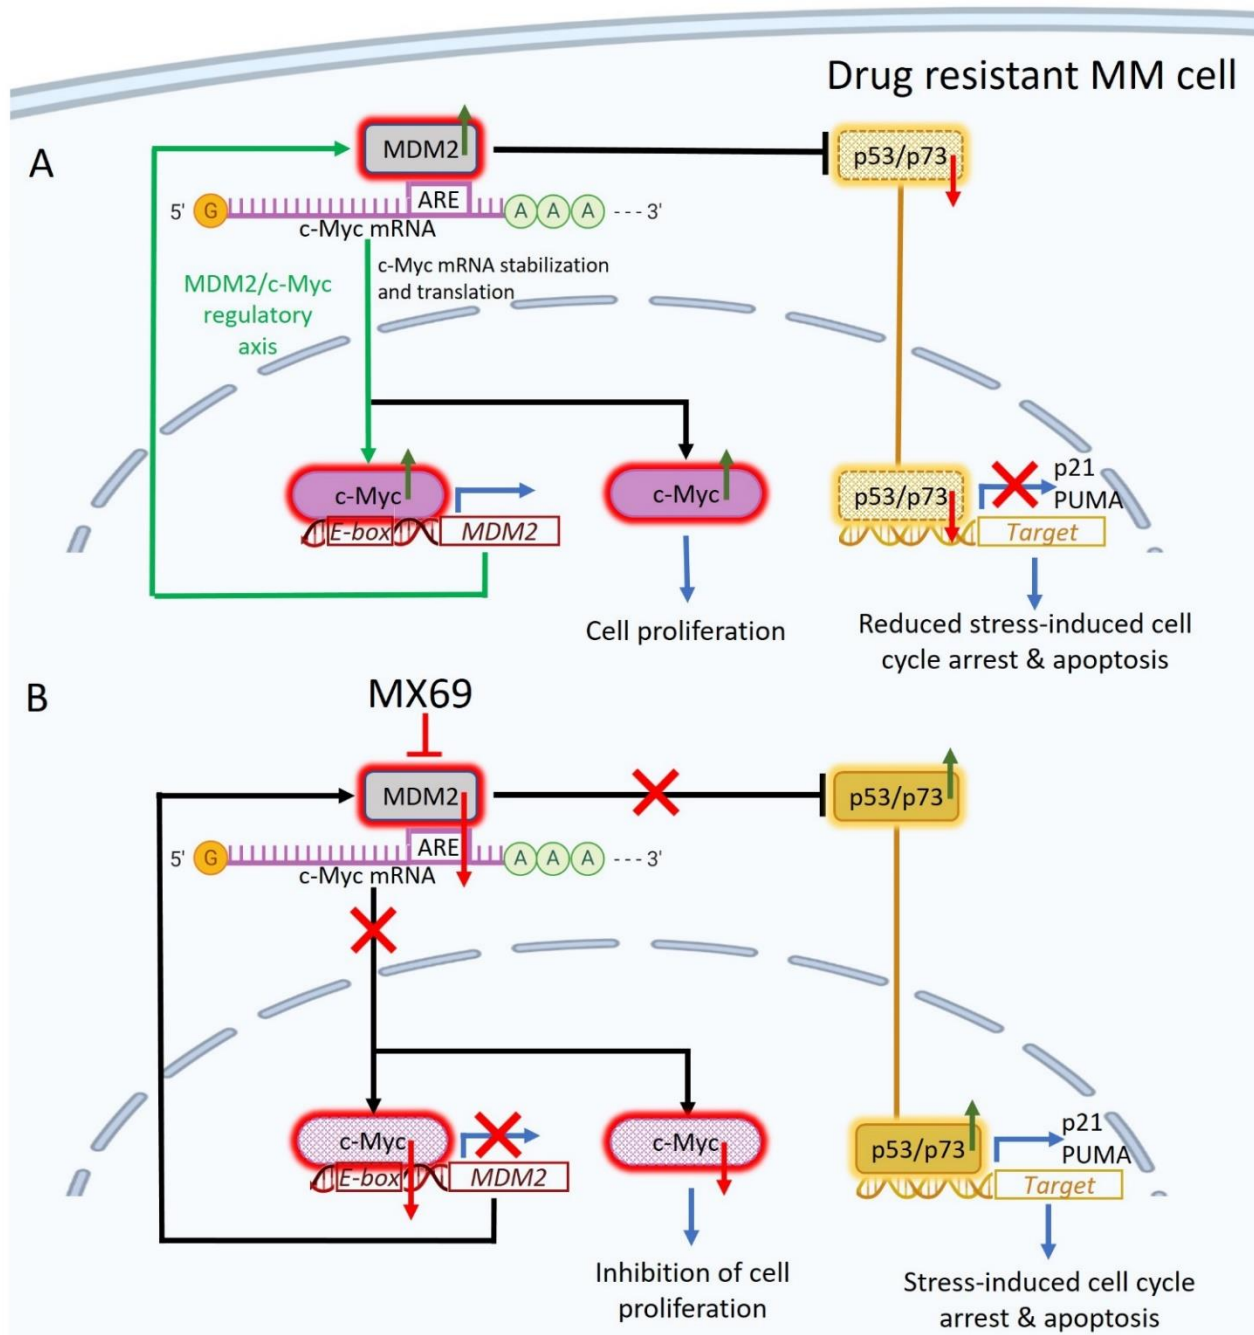 Drug resistant MM cell
A
MDM2
p53/p73
5'
G
ARE
A A A
--- 3'
c-Myc mRNA
c-Myc mRNA stabilization
and translation
MDM2/c-Myc
regulatory
axis
c-Myc
E-box
MDM2
c-Myc
p53/p73
p21
PUMA
Target
Cell proliferation
Reduced stress-induced cell
cycle arrest & apoptosis
B
MX69
MDM2
p53/p73
5'
G
ARE
A A A
--- 3'
c-Myc mRNA
c-Myc
E-box
MDM2
c-Myc
p53/p73
p21
PUMA
Target
Inhibition of cell
proliferation
Stress-induced cell cycle
arrest & apoptosis